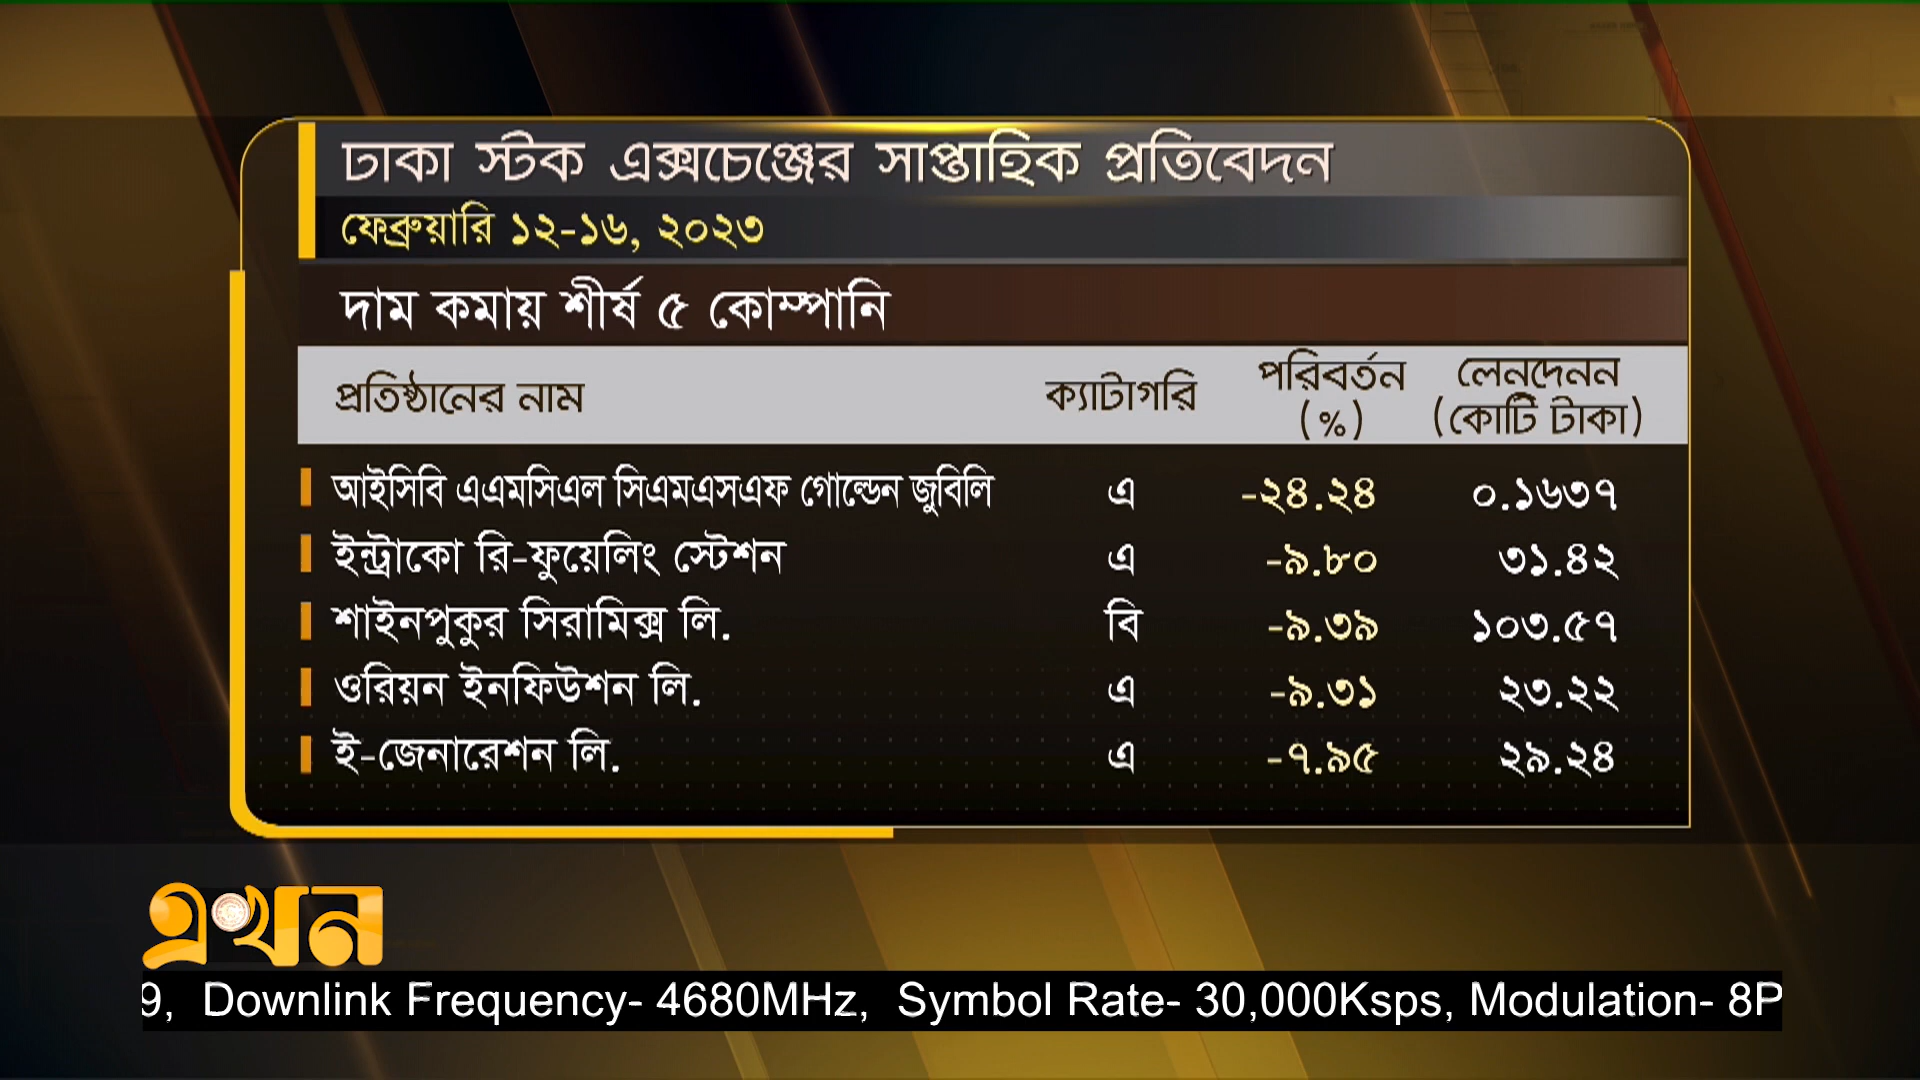 ঢাকা স্টক এক্সচেঞ্জের সাপ্তাহিক প্রতিবেদন
ফেব্রুয়ারি ১২-১৬, ২০২৩
দাম কমায় শীর্ষ ৫ কোম্পানি
প্রতিষ্ঠানের নাম ক্যাটাগরি পরিবর্তন (%) লেনদেনন (কোটি টাকা)
আইসিবি এএমসিএল সিএমএসএফ গোল্ডেন জুবিলি এ -২৪.২৪ ০.১৬৩৭
ইন্ট্রাকো রি-ফুয়েলিং স্টেশন এ -৯.৮০ ৩১.৪২
শাইনপুকুর সিরামিক্স লি. বি -৯.৩৯ ১০৩.৫৭
ওরিয়ন ইনফিউশন লি. এ -৯.৩১ ২৩.২২
ই-জেনারেশন লি. এ -৭.৯৫ ২৯.২৪
এখন
9, Downlink Frequency- 4680MHz, Symbol Rate- 30,000Ksps, Modulation- 8P